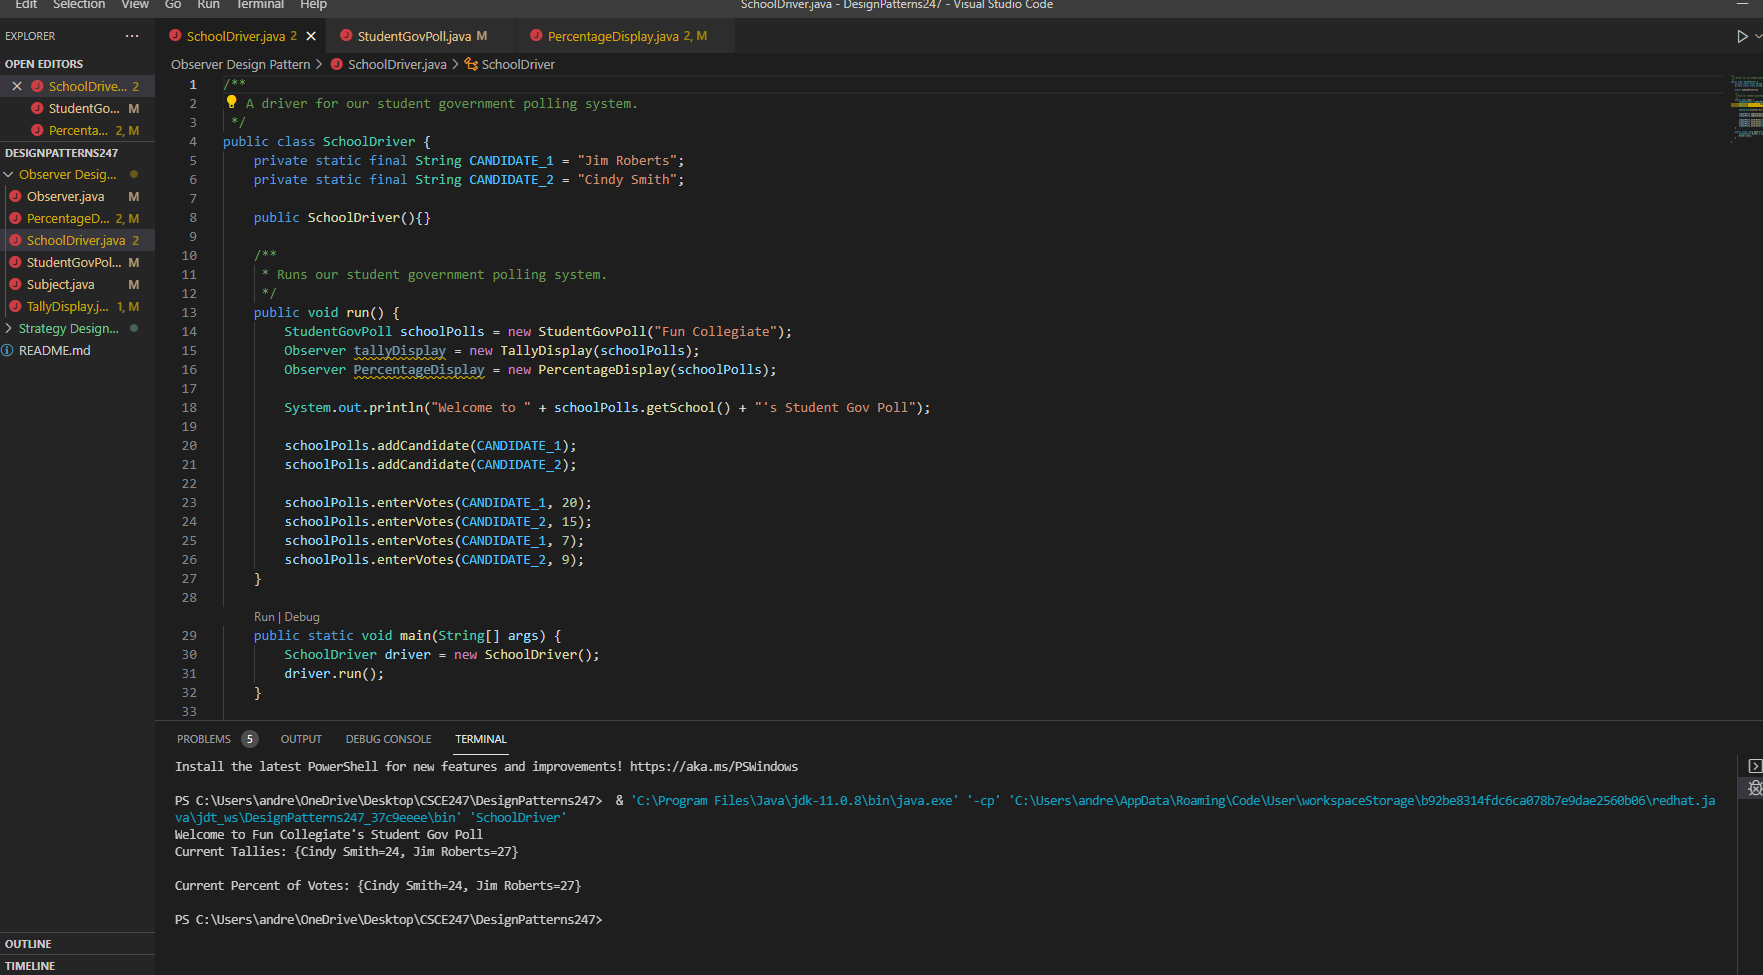 Edit Selection View Go Run Terminal Help
SchoolDriver.java - DesignPatterns247 - Visual Studio Code
EXPLORER ···
SchoolDriver.java 2
StudentGovPoll.java M
PercentageDisplay.java 2, M
OPEN EDITORS
SchoolDrive... 2
StudentGo... M
Percenta... 2, M
DESIGNPATTERNS247
Observer Desig...
Observer.java M
PercentageD... 2, M
SchoolDriver.java 2
StudentGovPol... M
Subject.java M
TallyDisplay.j... 1, M
Strategy Design...
README.md
OUTLINE
TIMELINE
Observer Design Pattern > SchoolDriver.java > SchoolDriver
1 /**
2 A driver for our student government polling system.
3 */
4 public class SchoolDriver {
5 private static final String CANDIDATE_1 = "Jim Roberts";
6 private static final String CANDIDATE_2 = "Cindy Smith";
7
8 public SchoolDriver(){}
9
10 /**
11 * Runs our student government polling system.
12 */
13 public void run() {
14 StudentGovPoll schoolPolls = new StudentGovPoll("Fun Collegiate");
15 Observer tallyDisplay = new TallyDisplay(schoolPolls);
16 Observer PercentageDisplay = new PercentageDisplay(schoolPolls);
17
18 System.out.println("Welcome to " + schoolPolls.getSchool() + "'s Student Gov Poll");
19
20 schoolPolls.addCandidate(CANDIDATE_1);
21 schoolPolls.addCandidate(CANDIDATE_2);
22
23 schoolPolls.enterVotes(CANDIDATE_1, 20);
24 schoolPolls.enterVotes(CANDIDATE_2, 15);
25 schoolPolls.enterVotes(CANDIDATE_1, 7);
26 schoolPolls.enterVotes(CANDIDATE_2, 9);
27 }
28
Run | Debug
29 public static void main(String[] args) {
30 SchoolDriver driver = new SchoolDriver();
31 driver.run();
32 }
33
PROBLEMS 5 OUTPUT DEBUG CONSOLE TERMINAL
Install the latest PowerShell for new features and improvements! https://aka.ms/PSWindows
PS C:\Users\andre\OneDrive\Desktop\CSCE247\DesignPatterns247> & 'C:\Program Files\Java\jdk-11.0.8\bin\java.exe' '-cp' 'C:\Users\andre\AppData\Roaming\Code\User\workspaceStorage\b92be8314fdc6ca078b7e9dae2560b06\redhat.ja
va\jdt_ws\DesignPatterns247_37c9eeee\bin' 'SchoolDriver'
Welcome to Fun Collegiate's Student Gov Poll
Current Tallies: {Cindy Smith=24, Jim Roberts=27}
Current Percent of Votes: {Cindy Smith=24, Jim Roberts=27}
PS C:\Users\andre\OneDrive\Desktop\CSCE247\DesignPatterns247>